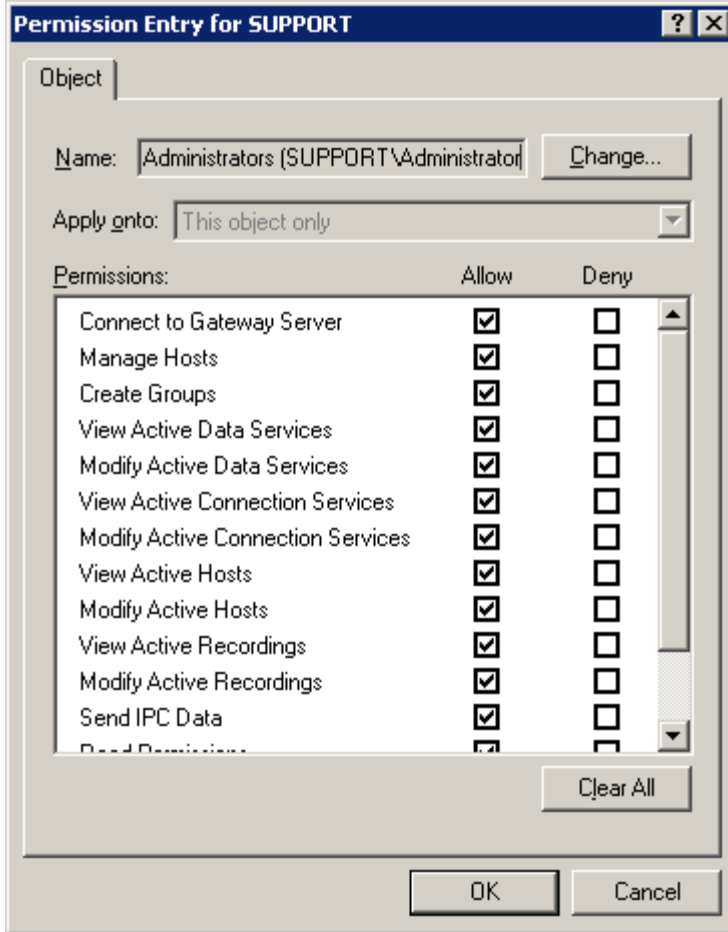 Permission Entry for SUPPORT
Object
Name: Administrators (SUPPORT\Administrator Change...
Apply onto: This object only
Permissions: Allow Deny
Connect to Gateway Server
Manage Hosts
Create Groups
View Active Data Services
Modify Active Data Services
View Active Connection Services
Modify Active Connection Services
View Active Hosts
Modify Active Hosts
View Active Recordings
Modify Active Recordings
Send IPC Data
Read Permissions
Clear All
OK Cancel